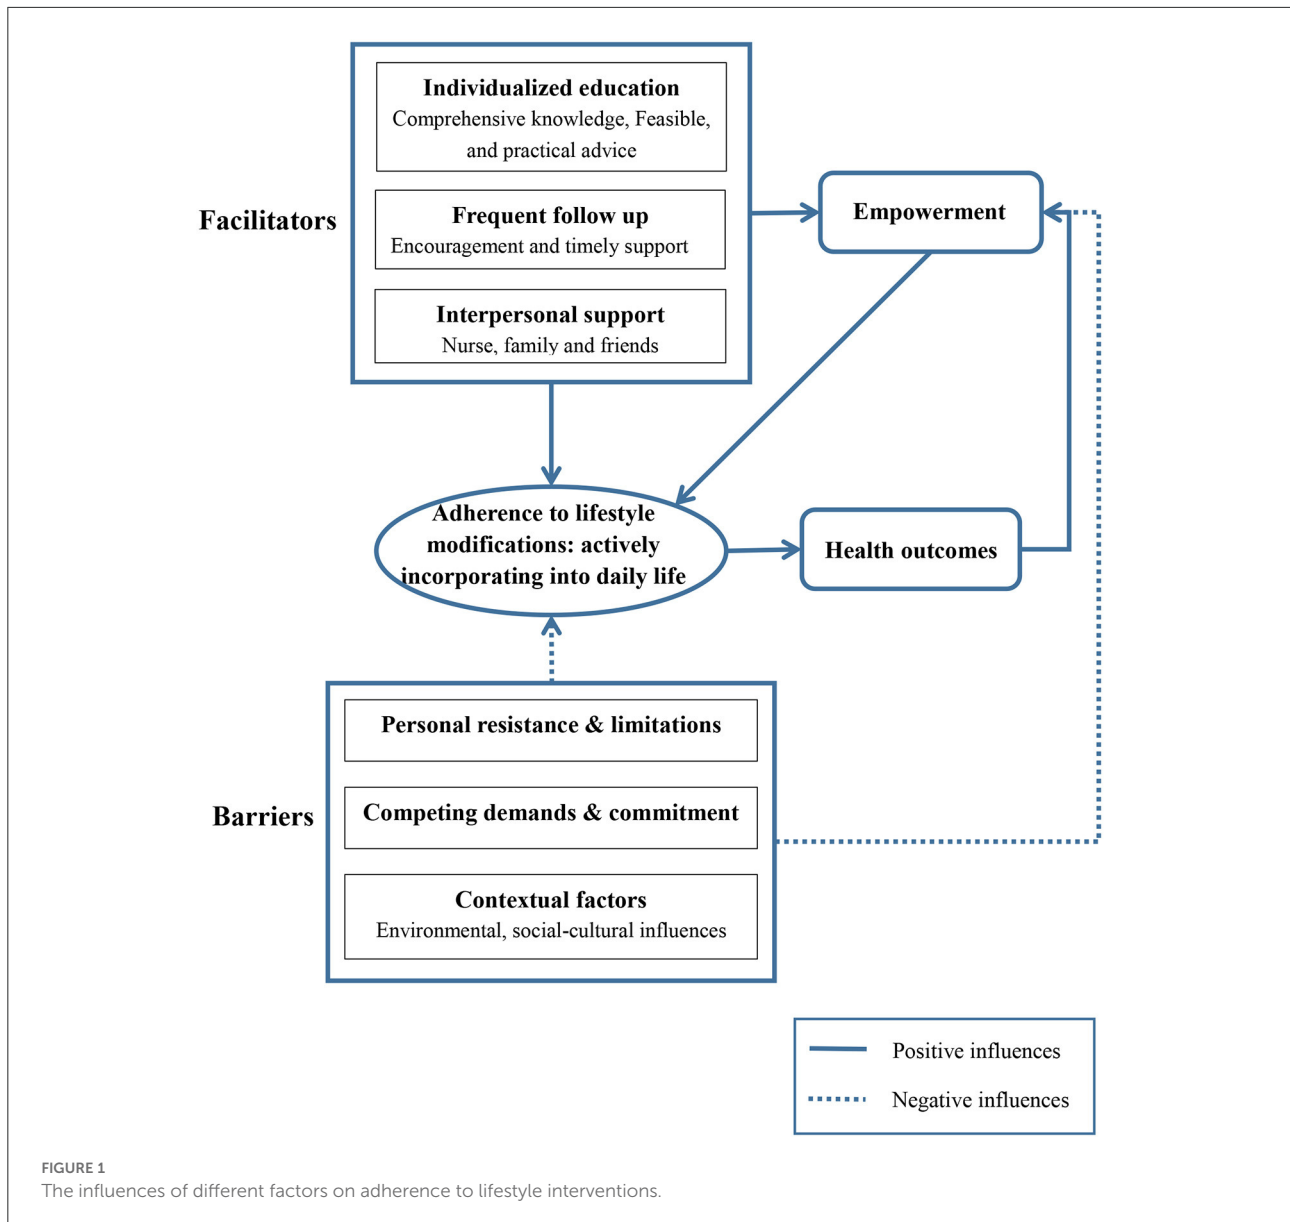 Individualized education
Comprehensive knowledge, Feasible,
and practical advice
Facilitators
Frequent follow up
Encouragement and timely support
Interpersonal support
Nurse, family and friends
Empowerment
Adherence to lifestyle
modifications: actively
incorporating into daily life
Health outcomes
Personal resistance & limitations
Barriers
Competing demands & commitment
Contextual factors
Environmental, social-cultural influences
Positive influences
Negative influences
FIGURE 1
The influences of different factors on adherence to lifestyle interventions.